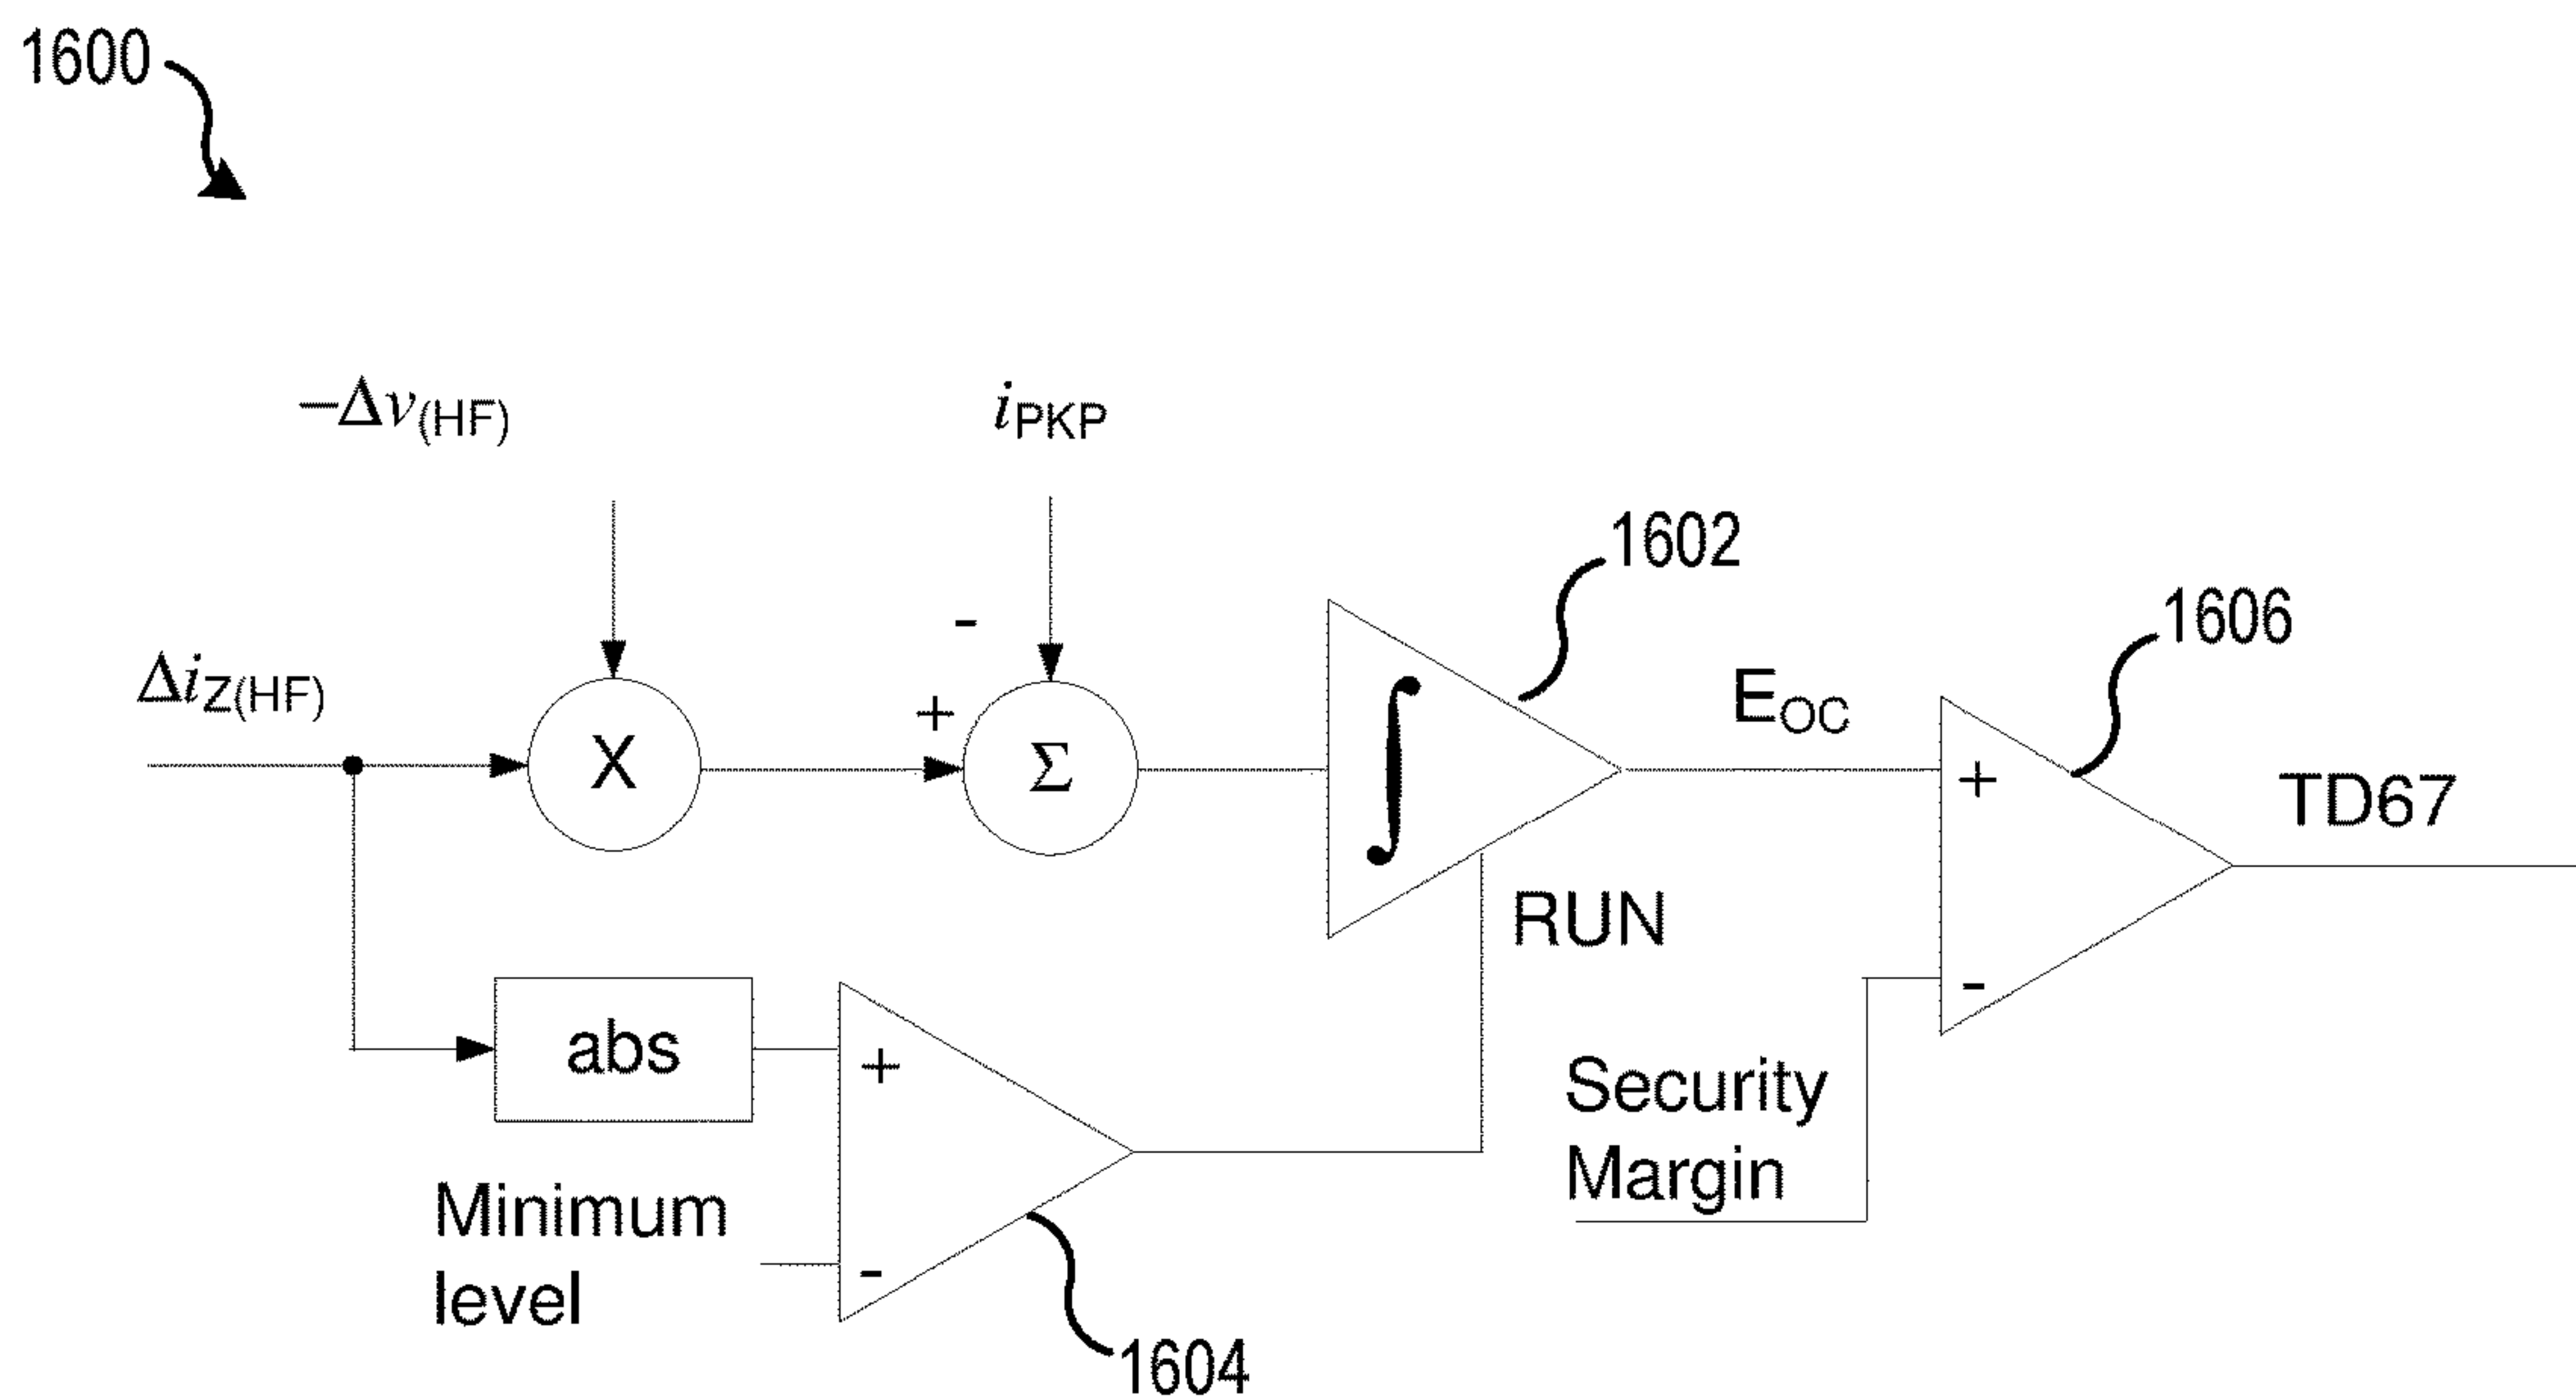 1600
−Δv(HF)
iPKP
1602
1606
ΔiZ(HF)
-
+
X
Σ
∫
EOC
+
TD67
RUN
-
abs
+
Security
Margin
Minimum
level
-
1604